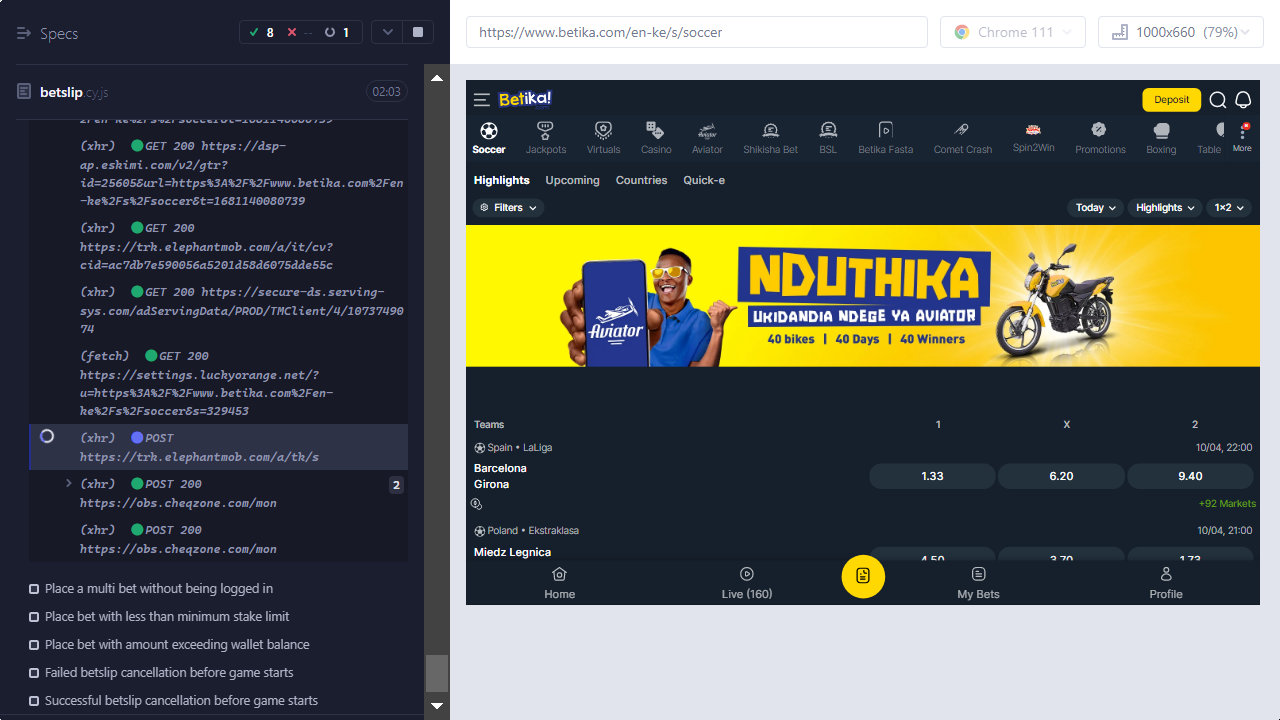 Specs
8
--
1
betslip.cy.js
02:03
2Fen-ke%2Fs%2Fsoccer&t=1681140080739
(xhr) GET 200 https://dsp-
ap.eskimi.com/v2/gtr?
id=25605&url=https%3A%2F%2Fwww.betika.com%2Fen
-ke%2Fs%2Fsoccer&t=1681140080739
(xhr) GET 200
https://trk.elephantmob.com/a/it/cv?
cid=ac7db7e590056a5201d58d6075dde55c
(xhr) GET 200 https://secure-ds.serving-
sys.com/adServingData/PROD/TMClient/4/10737490
74
(fetch) GET 200
https://settings.luckyorange.net/?
u=https%3A%2F%2Fwww.betika.com%2Fen-
ke%2Fs%2Fsoccer&s=329453
(xhr) POST
https://trk.elephantmob.com/a/tk/s
(xhr) POST 200
https://obs.cheqzone.com/mon
2
(xhr) POST 200
https://obs.cheqzone.com/mon
Place a multi bet without being logged in
Place bet with less than minimum stake limit
Place bet with amount exceeding wallet balance
Failed betslip cancellation before game starts
Successful betslip cancellation before game starts
https://www.betika.com/en-ke/s/soccer
Chrome 111
1000x660 (79%)
Betika!
Deposit
Soccer
Jackpots
Virtuals
Casino
Aviator
Shikisha Bet
BSL
Betika Fasta
Comet Crash
Spin2Win
Promotions
Boxing
Table
More
Highlights
Upcoming
Countries
Quick-e
Filters
Today
Highlights
1×2
Aviator
NDUTHIKA
UKIDANDIA NDEGE YA AVIATOR
40 bikes | 40 Days | 40 Winners
Teams
1
X
2
Spain • LaLiga
10/04, 22:00
Barcelona
Girona
1.33
6.20
9.40
+92 Markets
Poland • Ekstraklasa
10/04, 21:00
Miedz Legnica
4.50
3.70
1.73
Home
Live (160)
My Bets
Profile